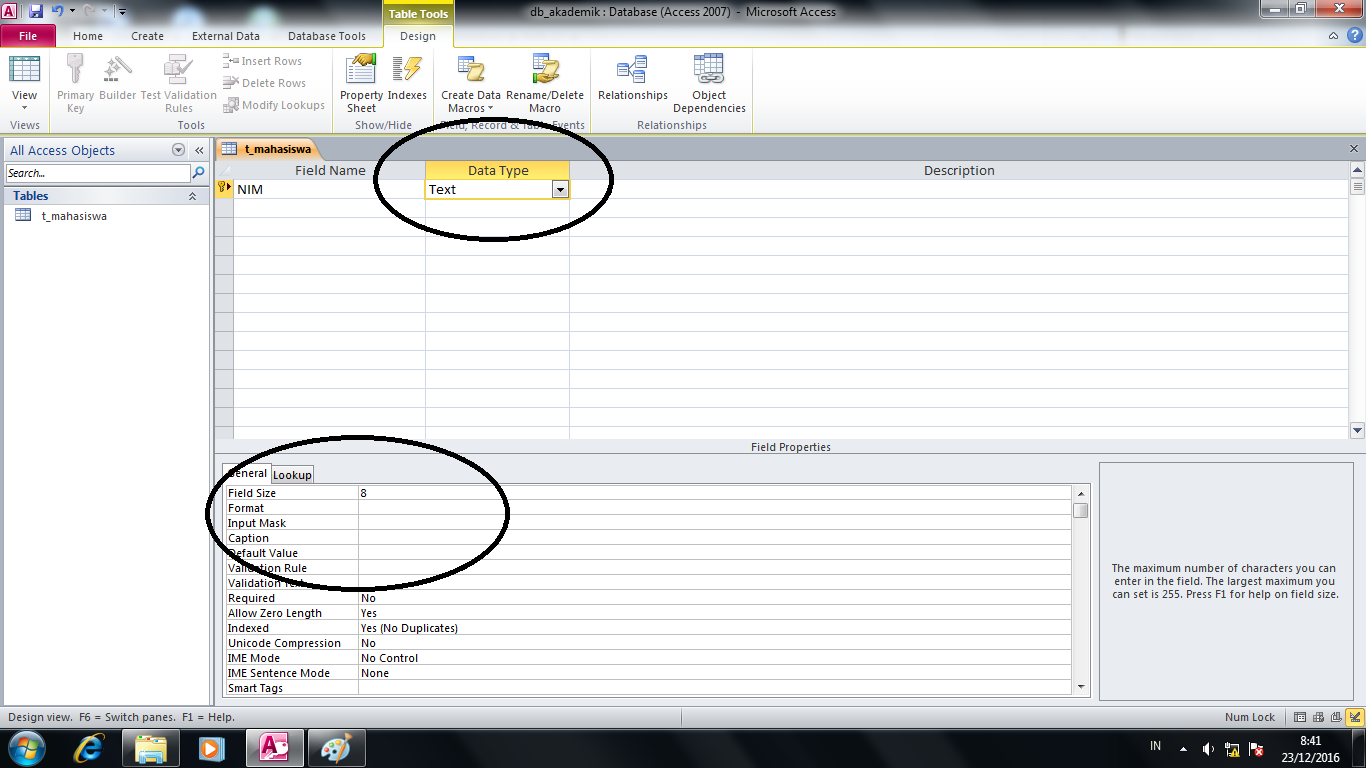 Table Tools
db_akademik : Database (Access 2007) - Microsoft Access
File Home Create External Data Database Tools Design
View
Primary Key
Builder
Test Validation Rules
Insert Rows
Delete Rows
Modify Lookups
Property Sheet
Indexes
Create Data Macros
Rename/Delete Macro
Relationships
Object Dependencies
Views
Tools
Show/Hide
Field, Record & Table Events
Relationships
All Access Objects
Search...
Tables
t_mahasiswa
t_mahasiswa
Field Name Data Type Description
NIM Text
Field Properties
General Lookup
Field Size 8
Format
Input Mask
Caption
Default Value
Validation Rule
Validation Text
Required No
Allow Zero Length Yes
Indexed Yes (No Duplicates)
Unicode Compression No
IME Mode No Control
IME Sentence Mode None
Smart Tags
The maximum number of characters you can
enter in the field. The largest maximum you
can set is 255. Press F1 for help on field size.
Design view. F6 = Switch panes. F1 = Help.
Num Lock
IN
8:41
23/12/2016